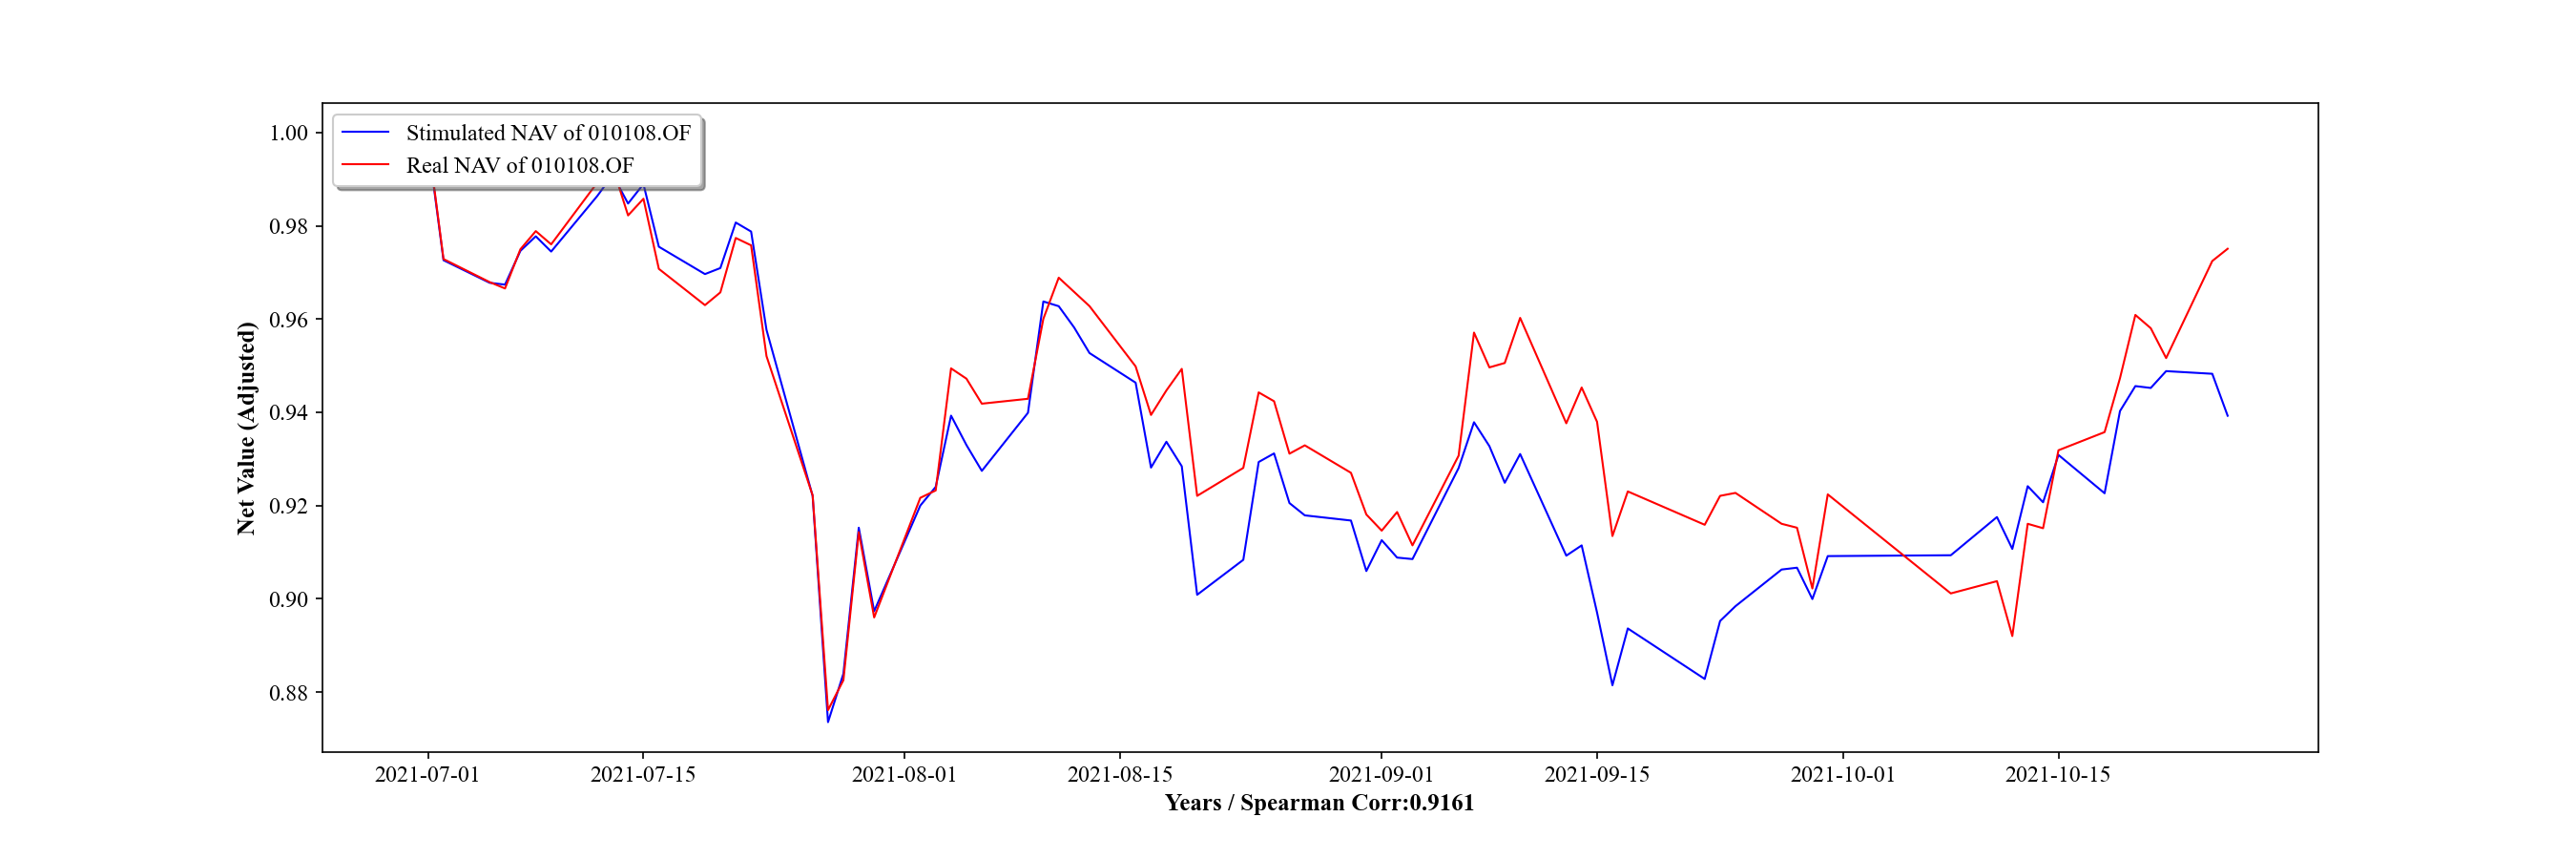 Stimulated NAV of 010108.OF
Real NAV of 010108.OF
Net Value (Adjusted)
1.00
0.98
0.96
0.94
0.92
0.90
0.88
2021-07-01 2021-07-15 2021-08-01 2021-08-15 2021-09-01 2021-09-15 2021-10-01 2021-10-15
Years / Spearman Corr:0.9161